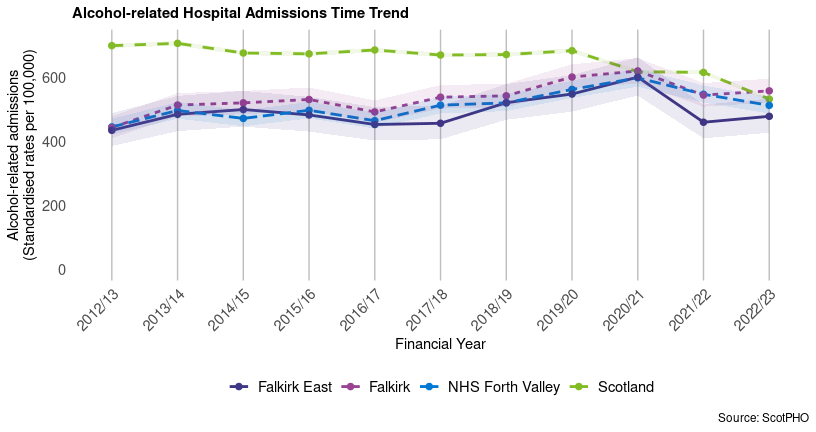 Alcohol-related Hospital Admissions Time Trend
Alcohol-related admissions
(Standardised rates per 100,000)
600
400
200
0
2012/13
2013/14
2014/15
2015/16
2016/17
2017/18
2018/19
2019/20
2020/21
2021/22
2022/23
Financial Year
Falkirk East
Falkirk
NHS Forth Valley
Scotland
Source: ScotPHO